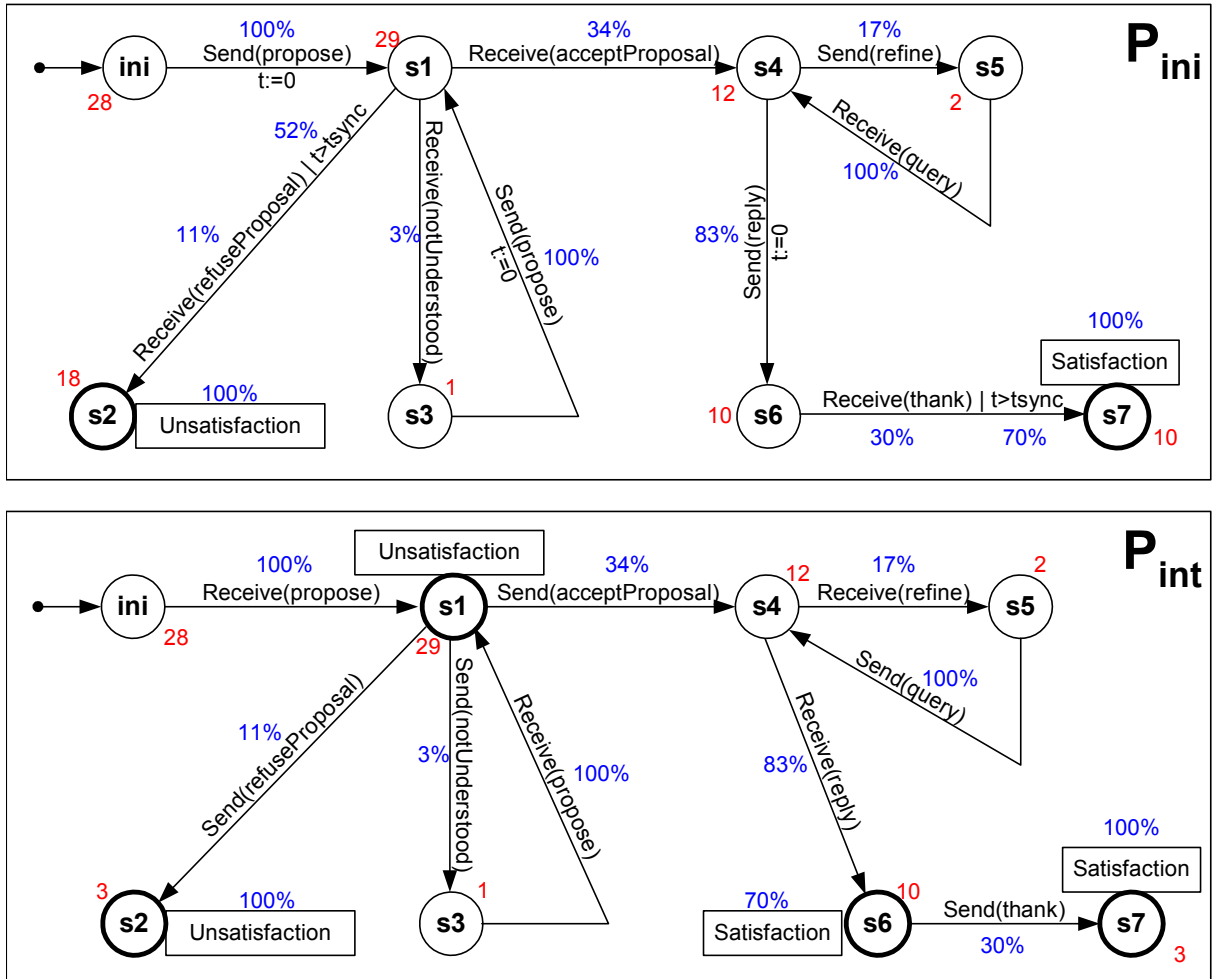 100%
34%
17%
P ini
29
Send(propose)
Receive(acceptProposal)
Send(refine)
ini
s1
s4
s5
t:=0
28
12
2
52%
Receive(refuseProposal) | t>tsync
Receive(notUnderstood)
Send(propose)
t:=0
Receive(query)
100%
11%
3%
100%
83%
Send(reply)
t:=0
100%
Satisfaction
18
100%
1
s2
Unsatisfaction
s3
10
s6
Receive(thank) | t>tsync
s7
30%
70%
10
Unsatisfaction
P int
100%
34%
12
17%
2
ini
Receive(propose)
s1
Send(acceptProposal)
s4
Receive(refine)
s5
28
29
Send(refuseProposal)
Send(notUnderstood)
Receive(propose)
Receive(reply)
Send(query)
100%
11%
3%
100%
83%
100%
Satisfaction
3
100%
1
70%
10
s2
Unsatisfaction
s3
Satisfaction
s6
Send(thank)
s7
30%
3